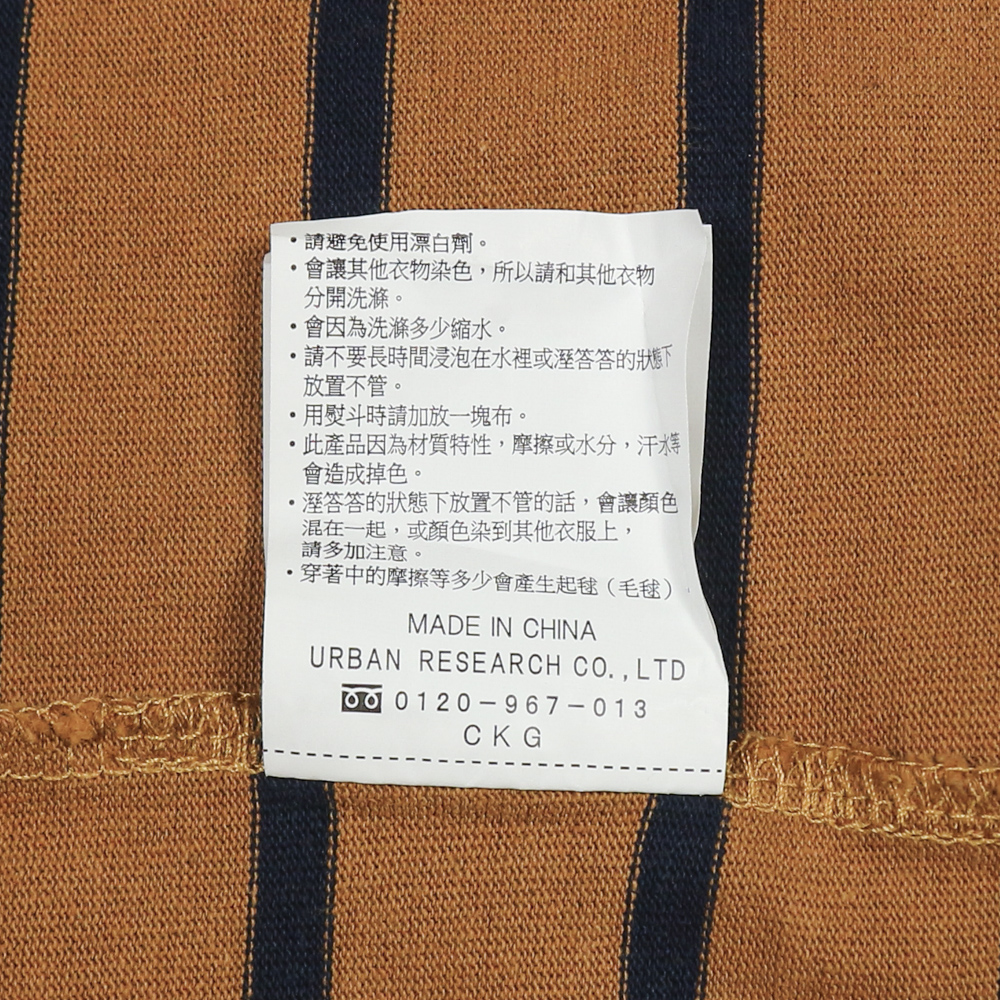 ・請避免使用漂白劑。
・會讓其他衣物染色，所以請和其他衣物
分開洗滌。
・會因為洗滌多少縮水。
・請不要長時間浸泡在水裡或溼答答的狀態下
放置不管。
・用熨斗時請加放一塊布。
・此產品因為材質特性，摩擦或水分，汗水等
會造成掉色。
・溼答答的狀態下放置不管的話，會讓顏色
混在一起，或顏色染到其他衣服上，
請多加注意。
・穿著中的摩擦等多少會產生起毬（毛毬）.
MADE IN CHINA
URBAN RESEARCH CO.,LTD
0120-967-013
CKG